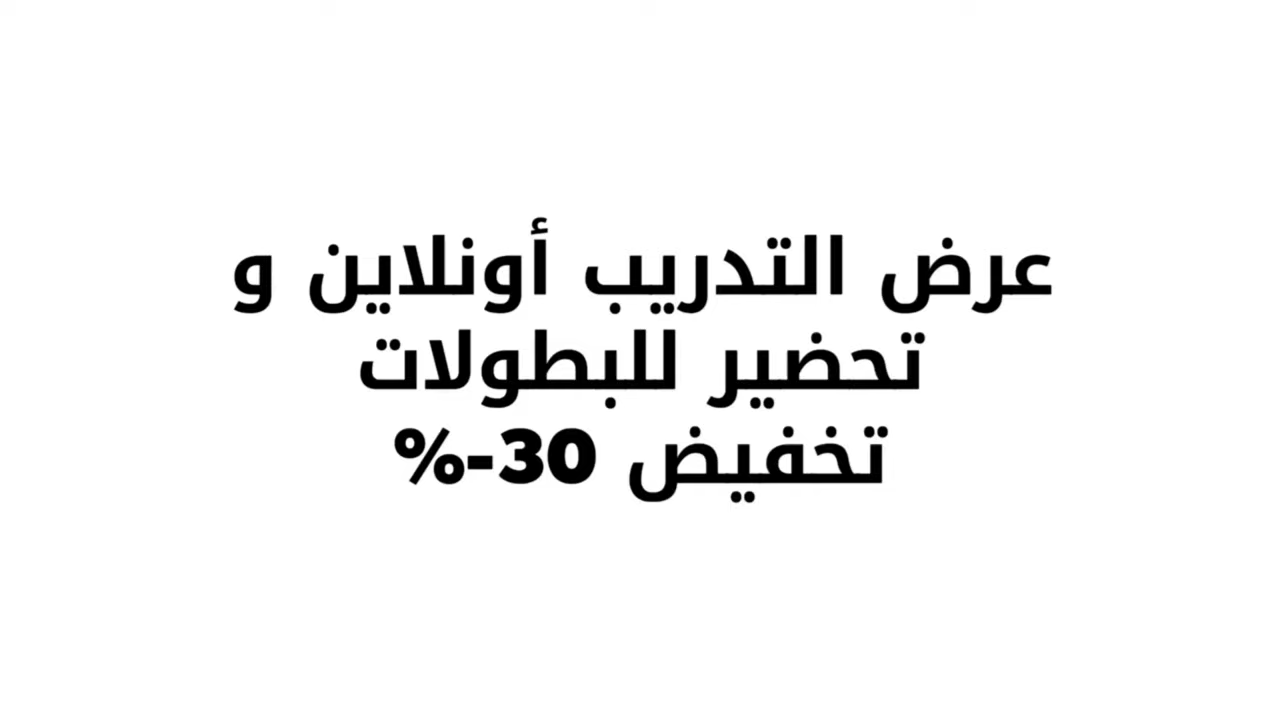 عرض التدريب أونلاين و
تحضير للبطولات
تخفيض 30-%